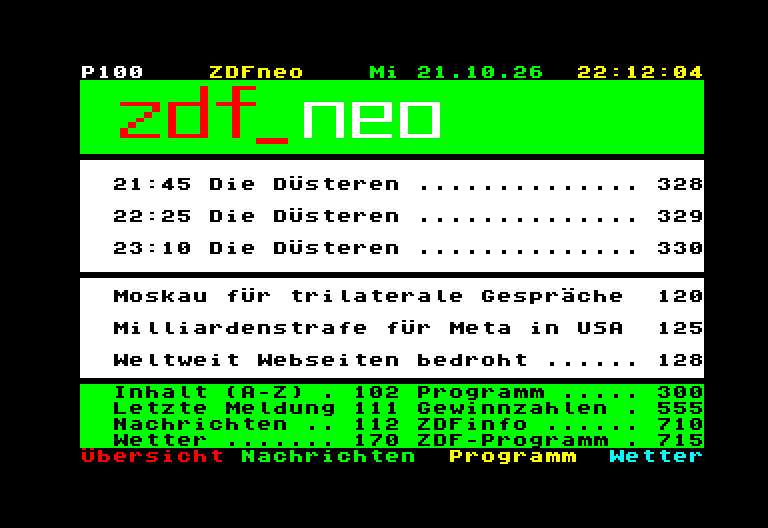 P100 ZDFneo Mi 21.10.26 22:12:04
zdf_neo
21:45 Die Düsteren .............. 328
22:25 Die Düsteren .............. 329
23:10 Die Düsteren .............. 330
Moskau für trilaterale Gespräche 120
Milliardenstrafe für Meta in USA 125
Weltweit Webseiten bedroht ...... 128
Inhalt (A-Z) . 102 Programm ..... 300
Letzte Meldung 111 Gewinnzahlen . 555
Nachrichten .. 112 ZDFinfo ...... 710
Wetter ....... 170 ZDF-Programm . 715
Übersicht Nachrichten Programm Wetter